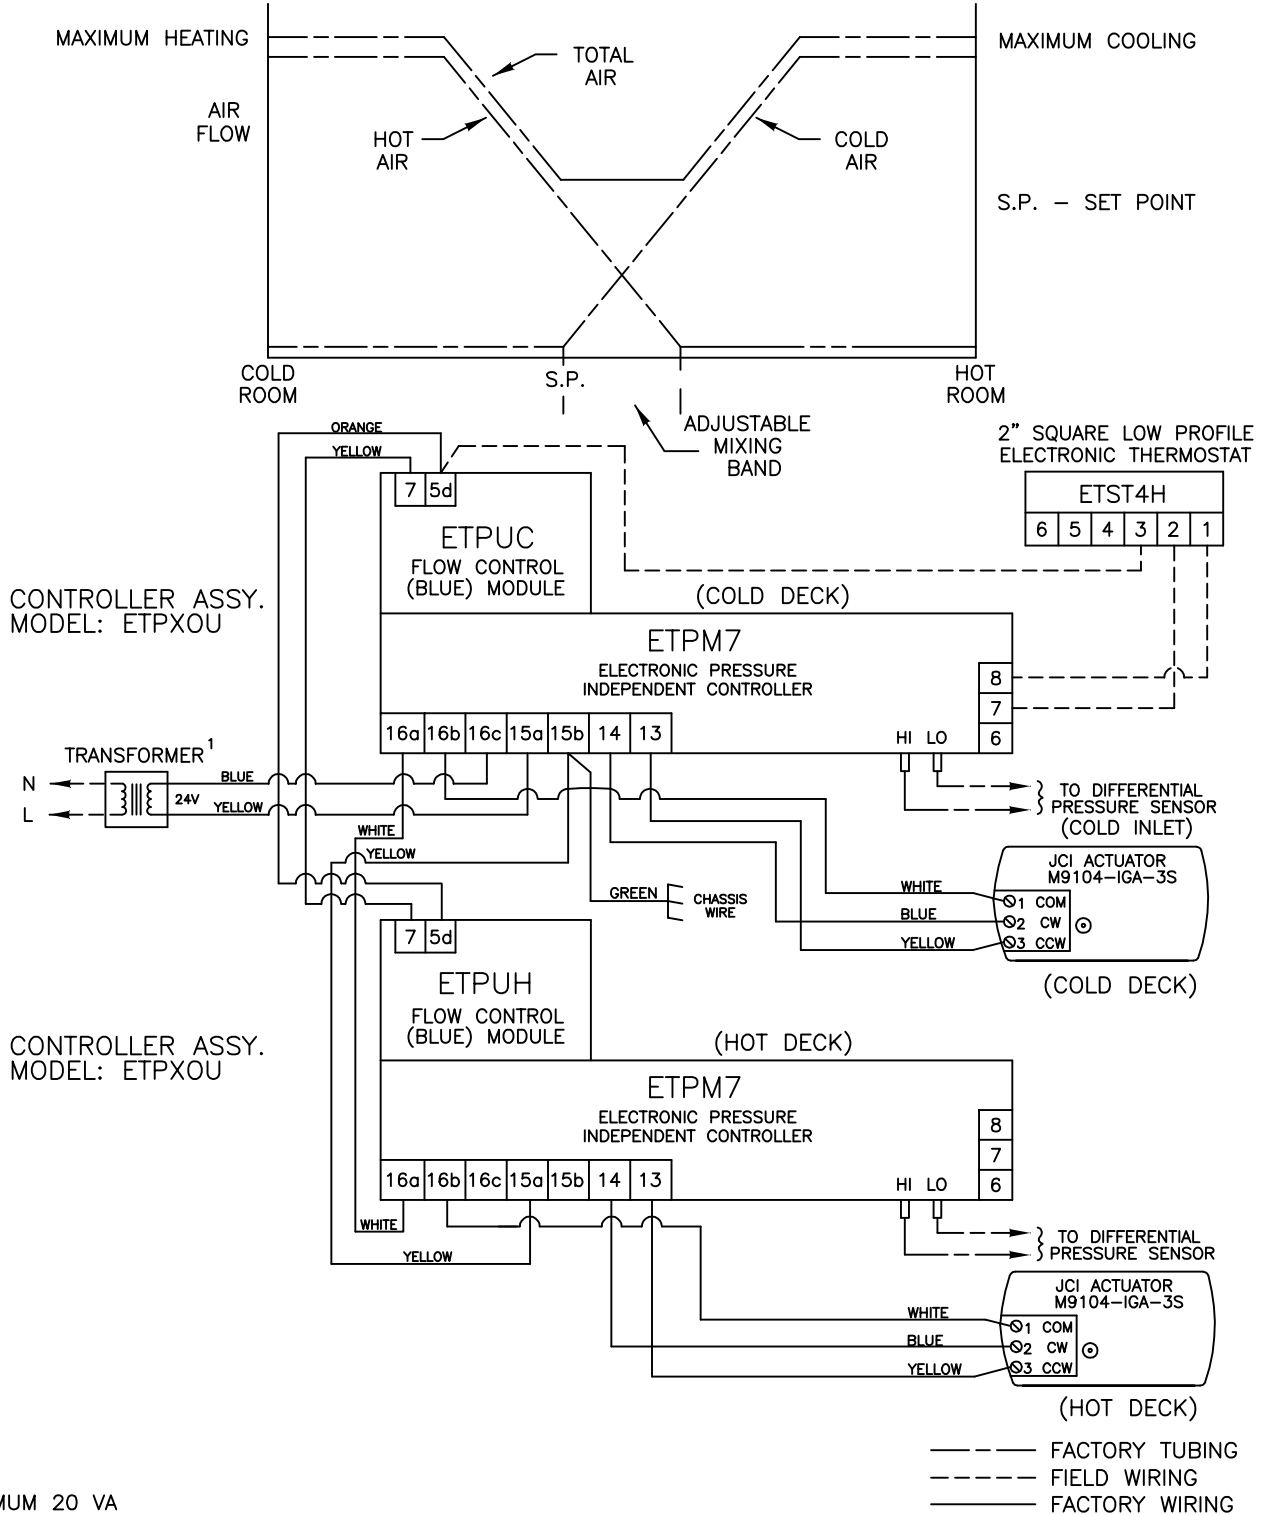 MAXIMUM HEATING
MAXIMUM COOLING
TOTAL
AIR
AIR
FLOW
HOT
AIR
COLD
AIR
S.P. – SET POINT
COLD
ROOM
S.P.
HOT
ROOM
ADJUSTABLE
MIXING
BAND
2" SQUARE LOW PROFILE
ELECTRONIC THERMOSTAT
ETST4H
6 5 4 3 2 1
ORANGE
YELLOW
7 5d
ETPUC
FLOW CONTROL
(BLUE) MODULE
(COLD DECK)
CONTROLLER ASSY.
MODEL: ETPXOU
ETPM7
ELECTRONIC PRESSURE
INDEPENDENT CONTROLLER
8
7
6
16a 16b 16c 15a 15b 14 13
HI LO
TRANSFORMER 1
N
L
24V
BLUE
YELLOW
WHITE
YELLOW
TO DIFFERENTIAL
PRESSURE SENSOR
(COLD INLET)
GREEN
CHASSIS
WIRE
WHITE
BLUE
YELLOW
JCI ACTUATOR
M9104–IGA–3S
1 COM
2 CW
3 CCW
(COLD DECK)
7 5d
ETPUH
FLOW CONTROL
(BLUE) MODULE
(HOT DECK)
CONTROLLER ASSY.
MODEL: ETPXOU
ETPM7
ELECTRONIC PRESSURE
INDEPENDENT CONTROLLER
8
7
6
16a 16b 16c 15a 15b 14 13
HI LO
WHITE
YELLOW
TO DIFFERENTIAL
PRESSURE SENSOR
WHITE
BLUE
YELLOW
JCI ACTUATOR
M9104–IGA–3S
1 COM
2 CW
3 CCW
(HOT DECK)
FACTORY TUBING
FIELD WIRING
FACTORY WIRING
20 VA